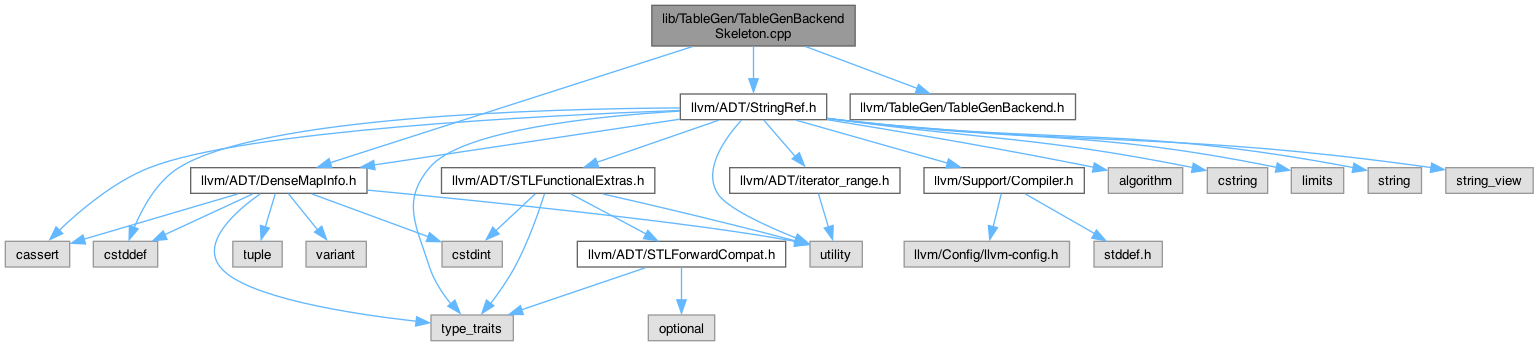 lib/TableGen/TableGenBackend
Skeleton.cpp
llvm/ADT/StringRef.h
llvm/TableGen/TableGenBackend.h
llvm/ADT/DenseMapInfo.h
llvm/ADT/STLFunctionalExtras.h
llvm/ADT/iterator_range.h
llvm/Support/Compiler.h
algorithm
cstring
limits
string
string_view
cassert
cstddef
tuple
variant
cstdint
llvm/ADT/STLForwardCompat.h
utility
llvm/Config/llvm-config.h
stddef.h
type_traits
optional